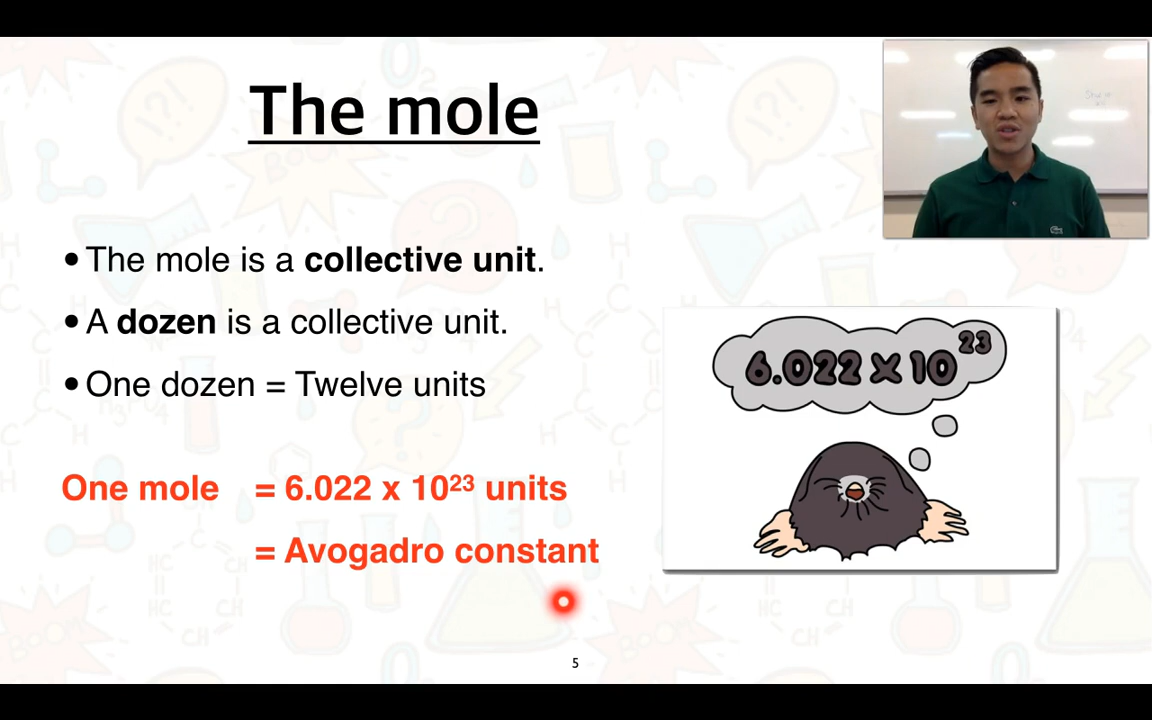 The mole
• The mole is a collective unit.
• A dozen is a collective unit.
• One dozen = Twelve units
One mole = 6.022 x 10²³ units
= Avogadro constant
6.022 x 10²³
5